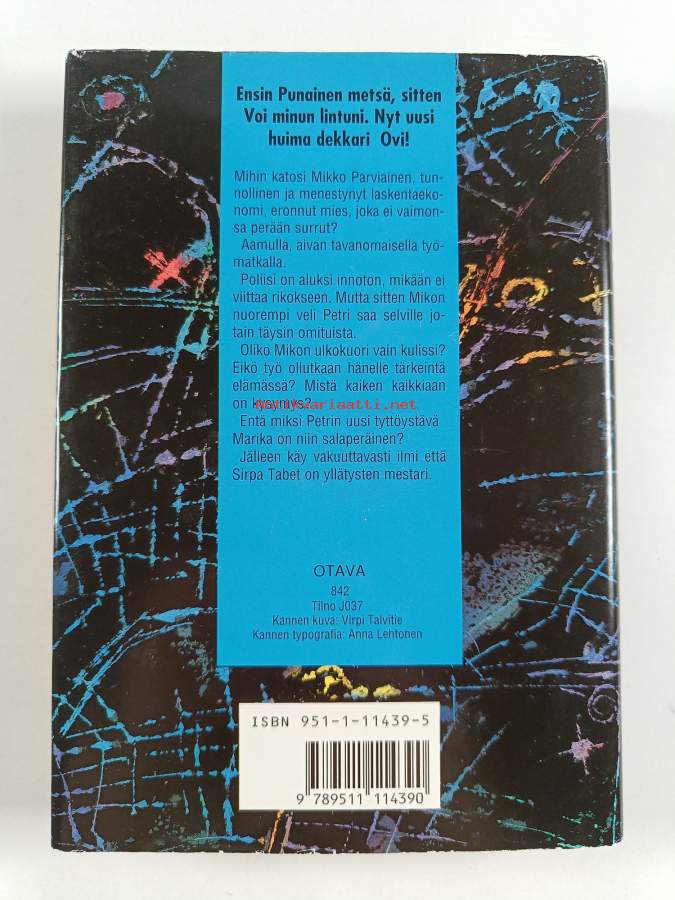 Ensin Punainen metsä, sitten
Voi minun lintuni. Nyt uusi
huima dekkari Ovi!
Mihin katosi Mikko Parviainen, tun-
nollinen ja menestynyt laskentaeko-
nomi, eronnut mies, joka ei vaimon-
sa perään surrut?
Aamulla, aivan tavanomaisella työ-
matkalla.
Poliisi on aluksi innoton, mikään ei
viittaa rikokseen. Mutta sitten Mikon
nuorempi veli Petri saa selville jo-
tain täysin omituista.
Oliko Mikon ulkokuori vain kulissi?
Eikö työ ollutkaan hänelle tärkeintä
elämässä? Mistä kaiken kaikkiaan
on kysymys?
Antikvariaatti.net
Entä miksi Petrin uusi tyttöystävä
Marika on niin salaperäinen?
Jälleen käy vakuuttavasti ilmi että
Sirpa Tabet on yllätysten mestari.
OTAVA
842
Tilno J037
Kannen kuva: Virpi Talvitie
Kannen typografia: Anna Lehtonen
ISBN 951-1-11439-5
9 789511 114390